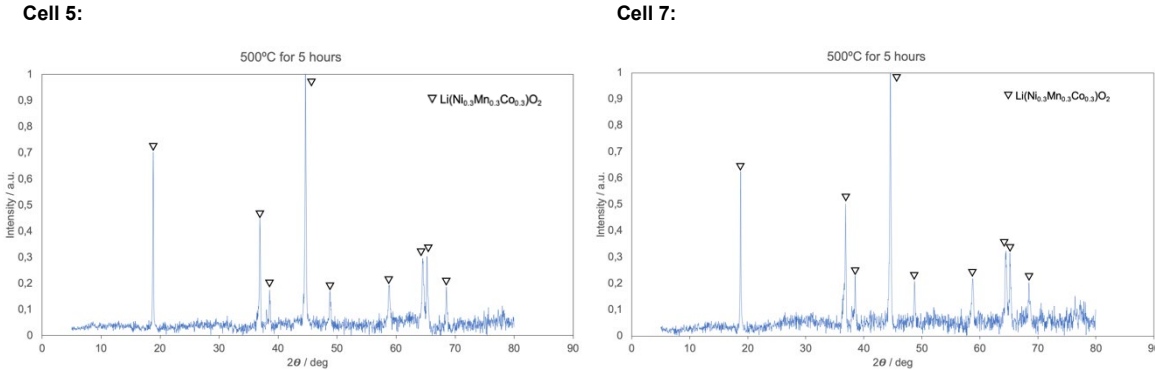 Cell 5:
500ºC for 5 hours
1
0,9
0,8
0,7
0,6
0,5
0,4
0,3
0,2
0,1
0
Intensity / a.u.
▽ Li(Ni0.3Mn0.3Co0.3)O2
0 10 20 30 40 50 60 70 80 90
2θ / deg
Cell 7:
500ºC for 5 hours
1
0,9
0,8
0,7
0,6
0,5
0,4
0,3
0,2
0,1
0
Intensity / a.u.
▽ Li(Ni0.3Mn0.3Co0.3)O2
0 10 20 30 40 50 60 70 80 90
2θ / deg